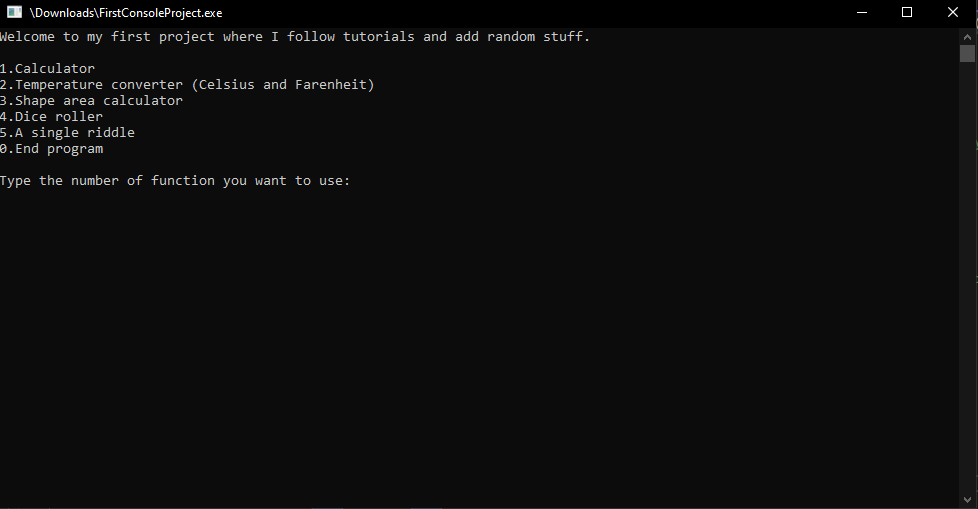 \Downloads\FirstConsoleProject.exe
Welcome to my first project where I follow tutorials and add random stuff.
1.Calculator
2.Temperature converter (Celsius and Farenheit)
3.Shape area calculator
4.Dice roller
5.A single riddle
0.End program
Type the number of function you want to use: